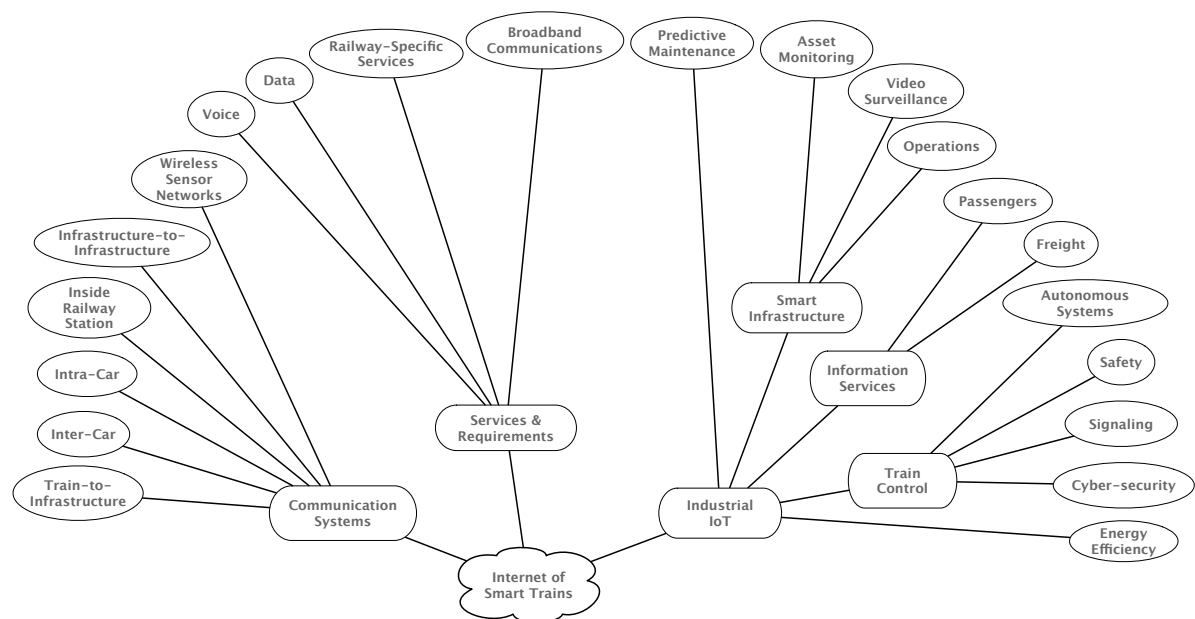 Broadband
Communications
Predictive
Maintenance
Asset
Monitoring
Railway-Specific
Services
Data
Video
Surveillance
Voice
Operations
Wireless
Sensor
Networks
Passengers
Infrastructure-to-
Infrastructure
Freight
Inside
Railway
Station
Smart
Infrastructure
Autonomous
Systems
Intra-Car
Information
Services
Safety
Inter-Car
Services &
Requirements
Signaling
Train-to-
Infrastructure
Train
Control
Cyber-security
Communication
Systems
Industrial
IoT
Energy
Efficiency
Internet of
Smart Trains